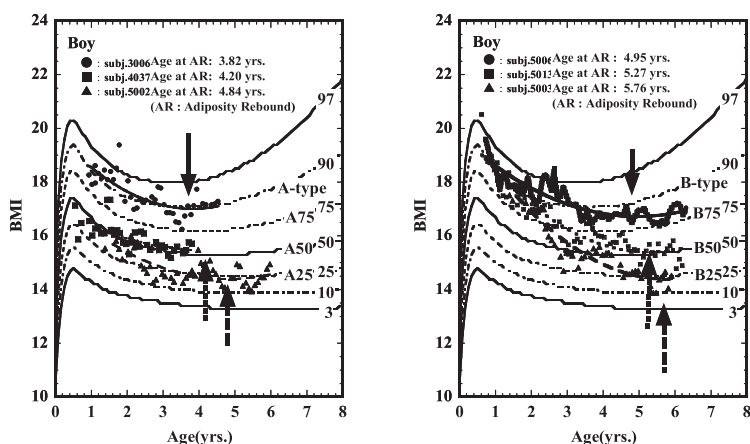 24
22
20
18
16
14
12
10
BMI
0 1 2 3 4 5 6 7 8
Age(yrs.)
Boy
: subj.3006 Age at AR : 3.82 yrs.
: subj.4037 Age at AR : 4.20 yrs.
: subj.5002 Age at AR : 4.84 yrs.
(AR : Adiposity Rebound)
97
90
A-type
75
A75
A50 50
A25 25
10
3
24
22
20
18
16
14
12
10
BMI
0 1 2 3 4 5 6 7 8
Age(yrs.)
Boy
: subj.5006 Age at AR : 4.95 yrs.
: subj.5013 Age at AR : 5.27 yrs.
: subj.5003 Age at AR : 5.76 yrs.
(AR : Adiposity Rebound)
97
90
B-type
75
B75
B50 50
B25 25
10
3